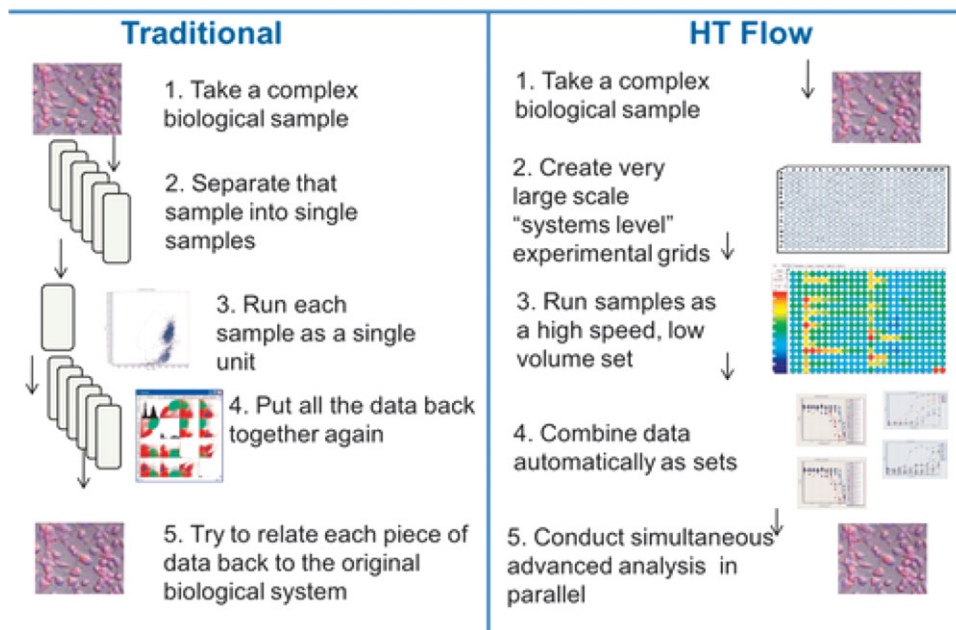 Traditional
1. Take a complex
biological sample
2. Separate that
sample into single
samples
3. Run each
sample as a single
unit
4. Put all the data back
together again
5. Try to relate each piece of
data back to the original
biological system
HT Flow
1. Take a complex
biological sample
2. Create very
large scale
“systems level”
experimental grids
3. Run samples as
a high speed, low
volume set
4. Combine data
automatically as sets
5. Conduct simultaneous
advanced analysis in
parallel